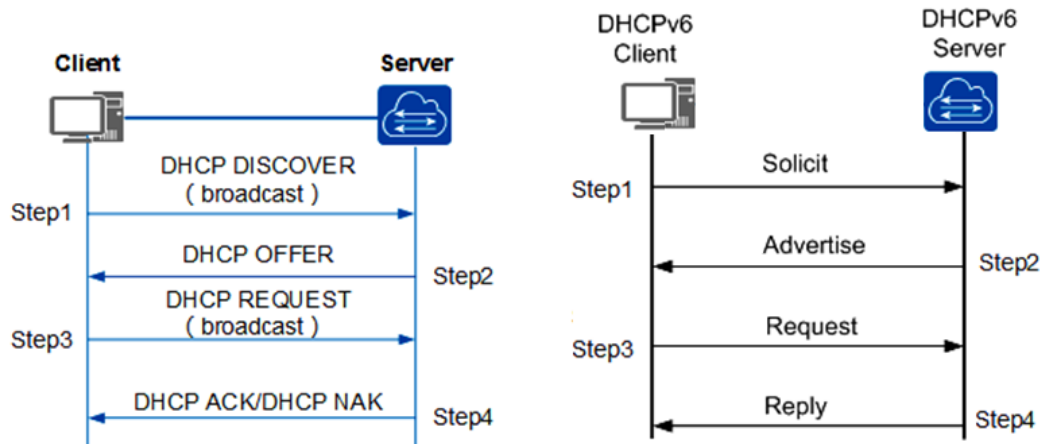 Client
Server
DHCP DISCOVER
( broadcast )
Step1
DHCP OFFER
Step2
DHCP REQUEST
( broadcast )
Step3
DHCP ACK/DHCP NAK
Step4
DHCPv6
Client
DHCPv6
Server
Solicit
Step1
Advertise
Step2
Request
Step3
Reply
Step4